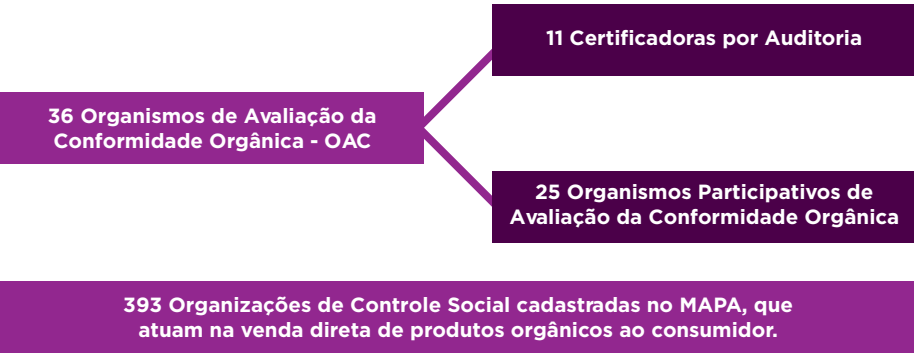 11 Certificadoras por Auditoria
36 Organismos de Avaliação da
Conformidade Orgânica - OAC
25 Organismos Participativos de
Avaliação da Conformidade Orgânica
393 Organizações de Controle Social cadastradas no MAPA, que
atuam na venda direta de produtos orgânicos ao consumidor.